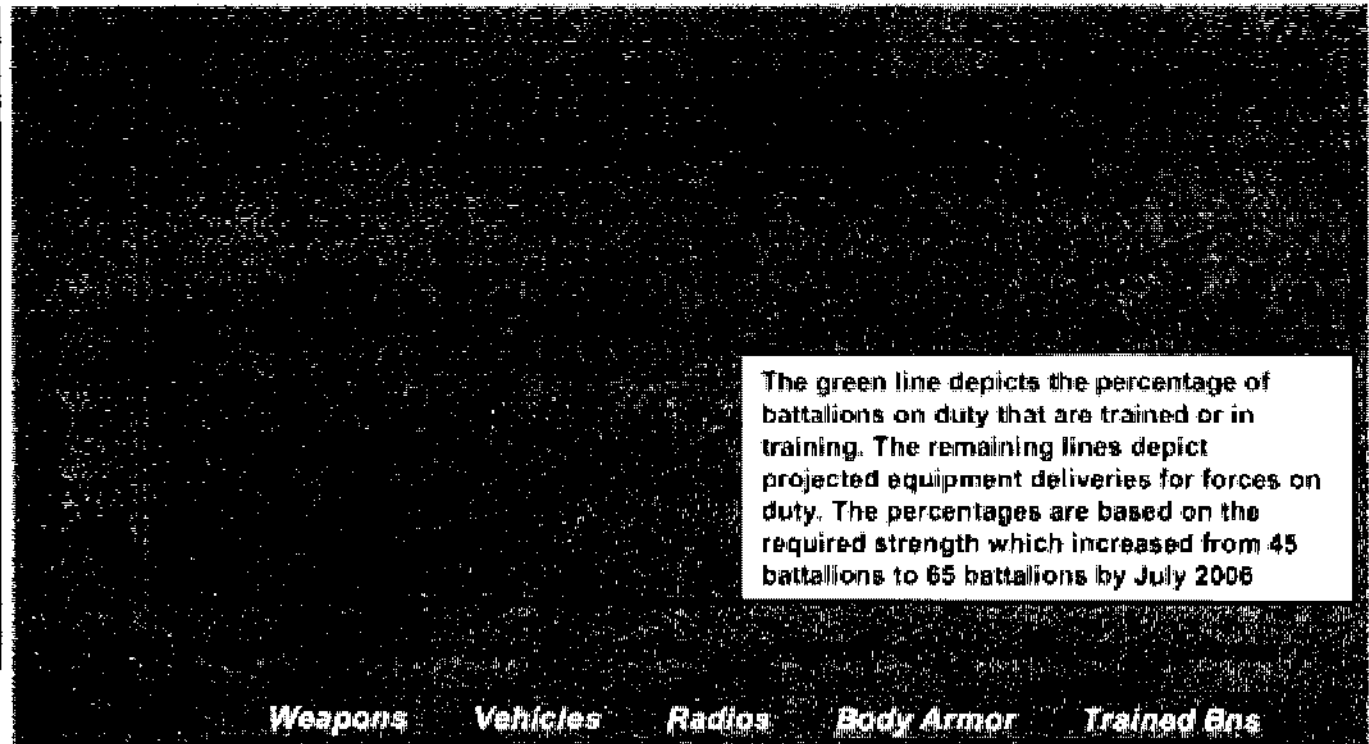 The green line depicts the percentage of
battalions on duty that are trained or in
training. The remaining lines depict
projected equipment deliveries for forces on
duty. The percentages are based on the
required strength which increased from 45
battalions to 65 battalions by July 2006
Weapons Vehicles Radios Body Armor Trained Bns